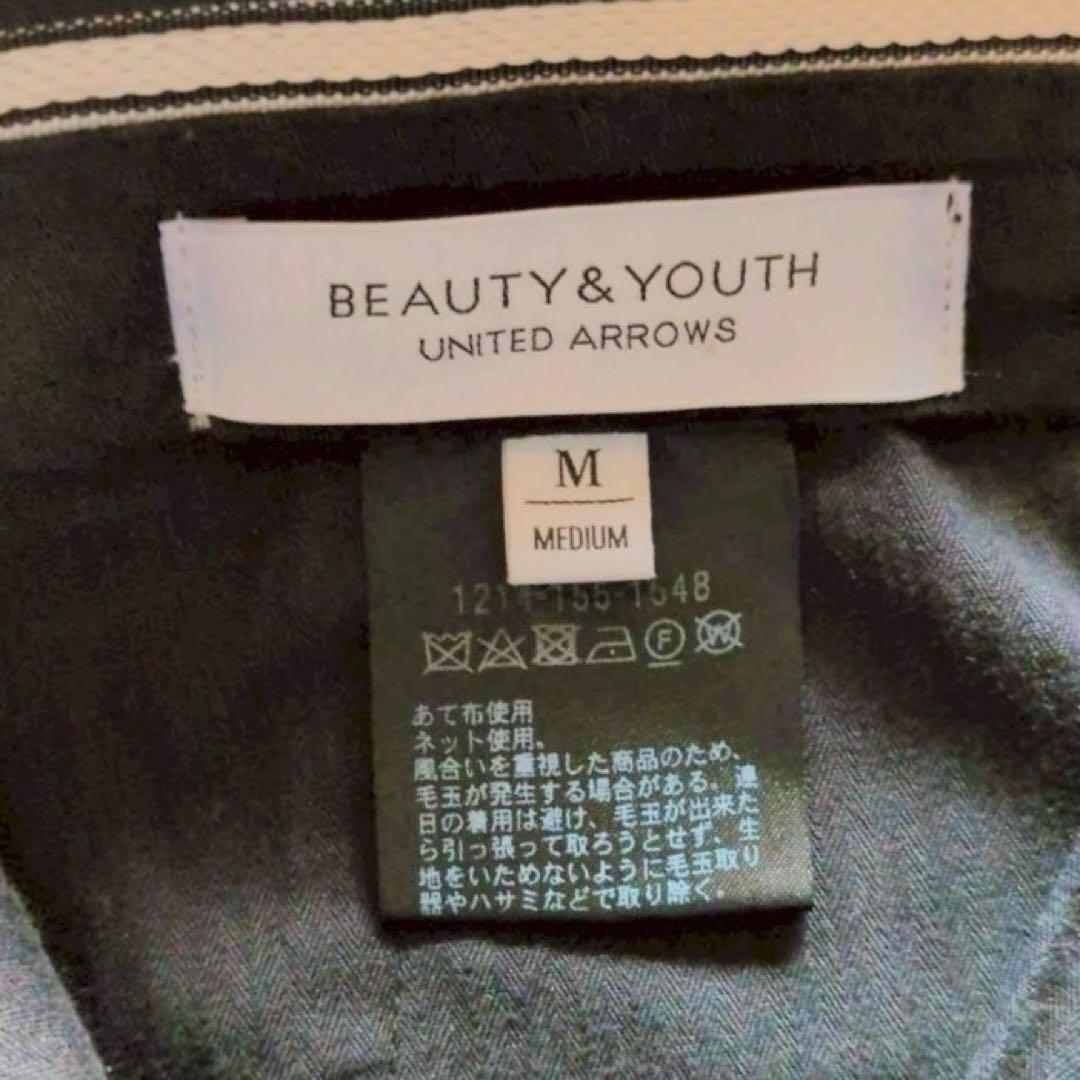 BEAUTY&YOUTH
UNITED ARROWS
M
MEDIUM
1214-155-1548
F
W
あて布使用
ネット使用。
風合いを重視した商品のため、
毛玉が発生する場合がある。連
日の着用は避け、毛玉が出来た
ら引っ張って取ろうとせず、生
地をいためないように毛玉取り
器やハサミなどで取り除く。